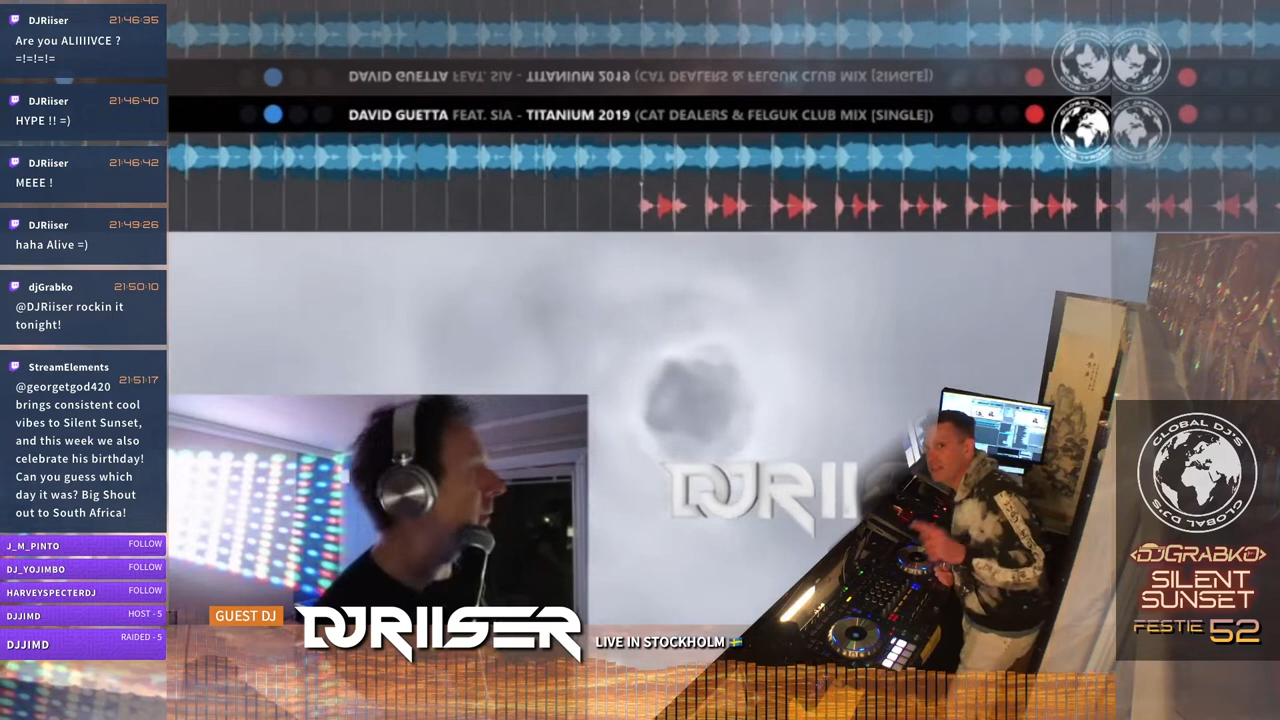 DJRiiser 21:46:35
Are you ALIIIIVCE ?
=!=!=!=
DJRiiser 21:46:40
HYPE !! =)
DJRiiser 21:46:42
MEEE !
DJRiiser 21:49:26
haha Alive =)
djGrabko 21:50:10
@DJRiiser rockin it
tonight!
StreamElements
21:51:17
@georgetgod420
brings consistent cool
vibes to Silent Sunset,
and this week we also
celebrate his birthday!
Can you guess which
day it was? Big Shout
out to South Africa!
J_M_PINTO FOLLOW
DJ_YOJIMBO FOLLOW
HARVEYSPECTERDJ FOLLOW
DJJIMD HOST - 5
DJJIMD RAIDED - 5
DAVID GUETTA FEAT. SIA - TITANIUM 2019 (CAT DEALERS & FELGUK CLUB MIX [SINGLE])
DAVID GUETTA FEAT. SIA - TITANIUM 2019 (CAT DEALERS & FELGUK CLUB MIX [SINGLE])
DJRII
GUEST DJ
DJRIISER
LIVE IN STOCKHOLM
GLOBAL DJ'S
GLOBAL DJ'S
<DJGRABKO>
SILENT
SUNSET
FESTIE 52